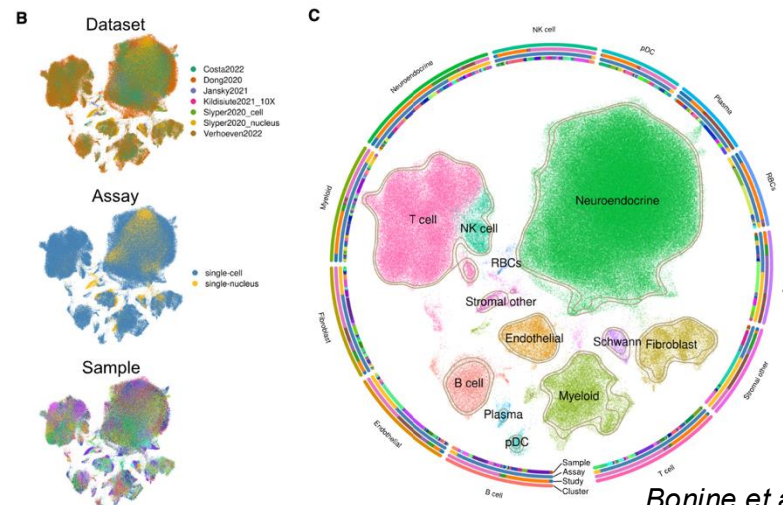 B
Dataset
Costa2022
Dong2020
Jansky2021
Kildisiute2021_10X
Slyper2020_cell
Slyper2020_nucleus
Verhoeven2022
Assay
single-cell
single-nucleus
Sample
C
NK cell
pDC
Plasma
RBCs
Stromal other
T cell
B cell
Endothelial
Fibroblast
Myeloid
Neuroendocrine
Sample
Assay
Study
Cluster
Neuroendocrine
T cell
NK cell
RBCs
Stromal other
Endothelial
Schwann
Fibroblast
B cell
Myeloid
Plasma
pDC
Bonine et a